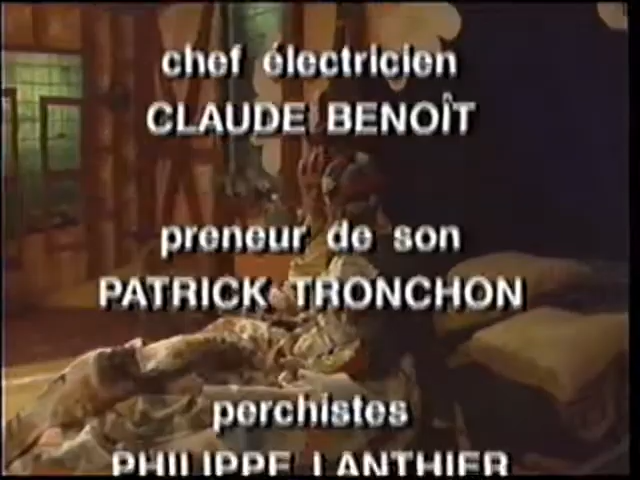 chef électricien
CLAUDE BENOÎT
preneur de son
PATRICK TRONCHON
perchistes
PHILIPPE LANTHIER